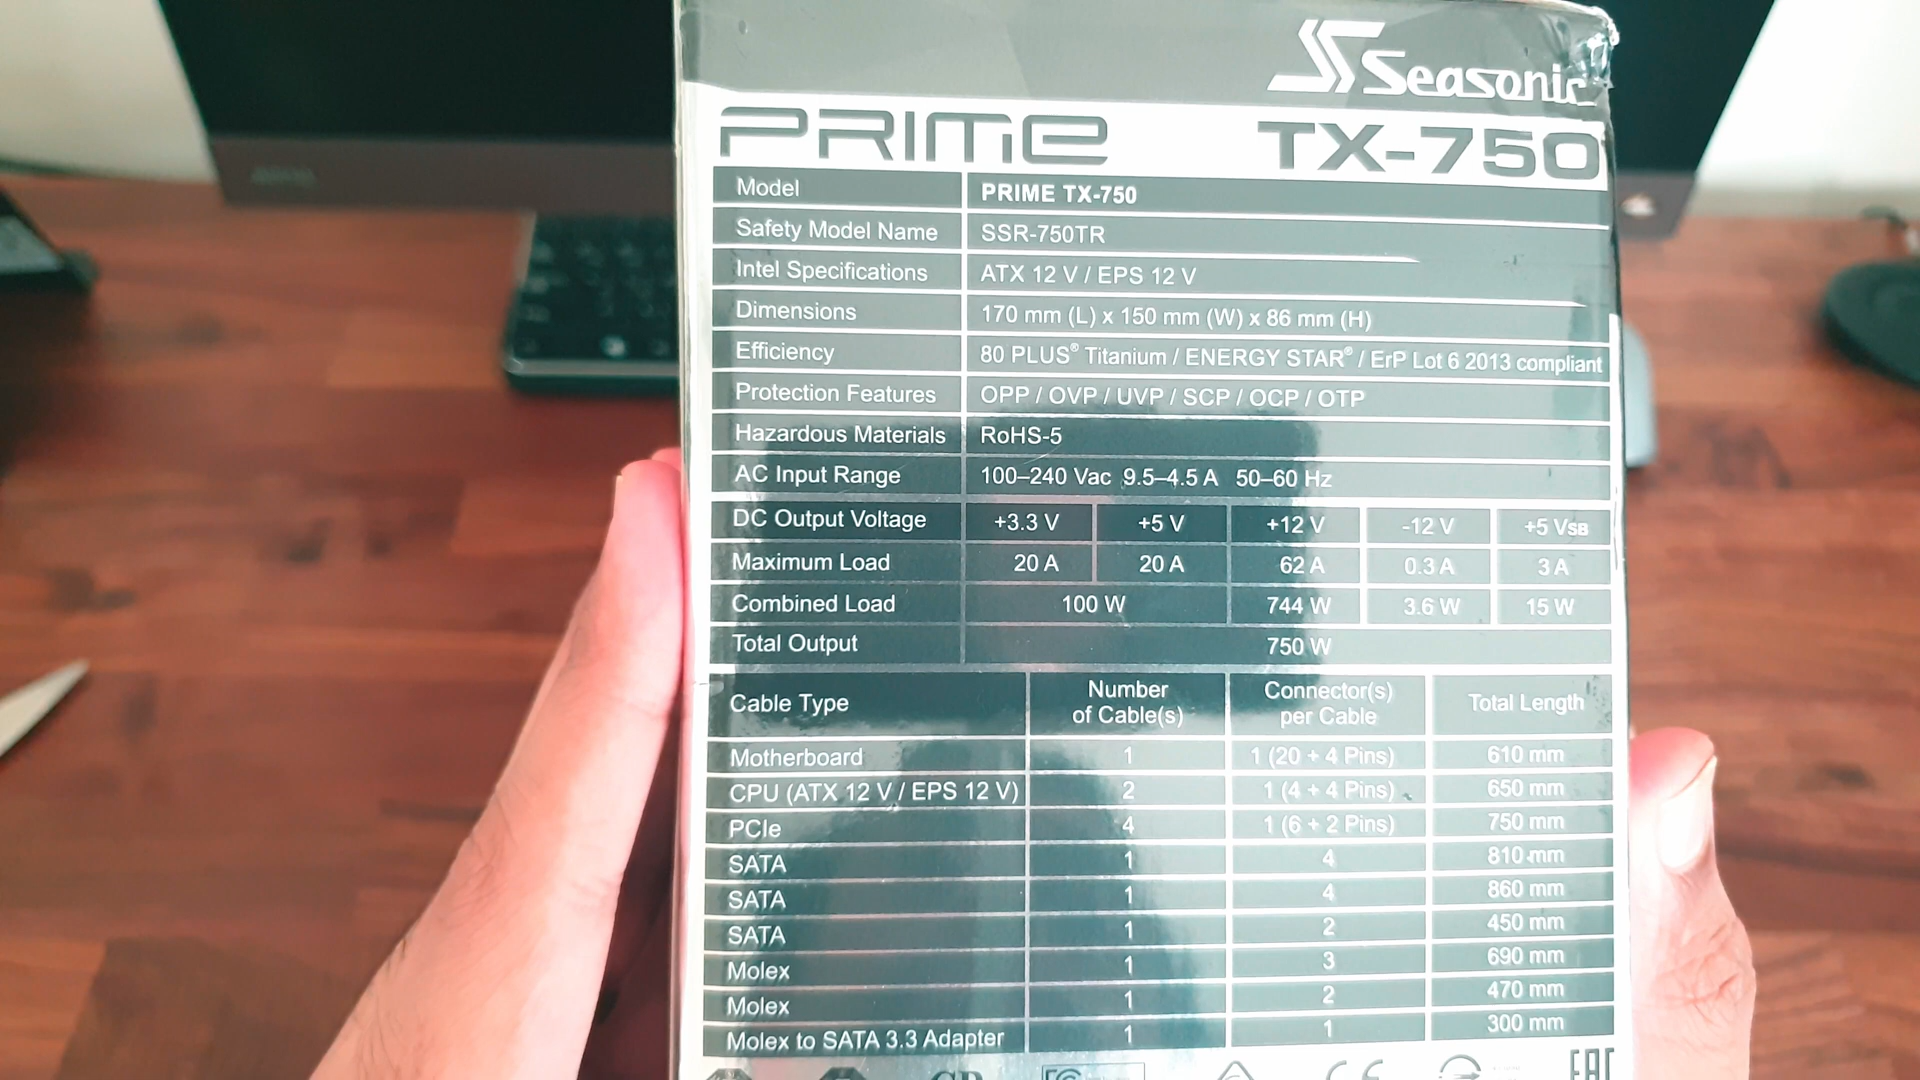 Seasonic
PRIME TX-750
Model PRIME TX-750
Safety Model Name SSR-750TR
Intel Specifications ATX 12 V / EPS 12 V
Dimensions 170 mm (L) x 150 mm (W) x 86 mm (H)
Efficiency 80 PLUS® Titanium / ENERGY STAR® / ErP Lot 6 2013 compliant
Protection Features OPP / OVP / UVP / SCP / OCP / OTP
Hazardous Materials RoHS-5
AC Input Range 100–240 Vac 9.5–4.5 A 50–60 Hz
DC Output Voltage +3.3 V +5 V +12 V -12 V +5 VSB
Maximum Load 20 A 20 A 62 A 0.3 A 3 A
Combined Load 100 W 744 W 3.6 W 15 W
Total Output 750 W
Cable Type Number of Cable(s) Connector(s) per Cable Total Length
Motherboard 1 1 (20 + 4 Pins) 610 mm
CPU (ATX 12 V / EPS 12 V) 2 1 (4 + 4 Pins) 650 mm
PCIe 4 1 (6 + 2 Pins) 750 mm
SATA 1 4 810 mm
SATA 1 4 860 mm
SATA 1 2 450 mm
Molex 1 3 690 mm
Molex 1 2 470 mm
Molex to SATA 3.3 Adapter 1 1 300 mm
CE EAC